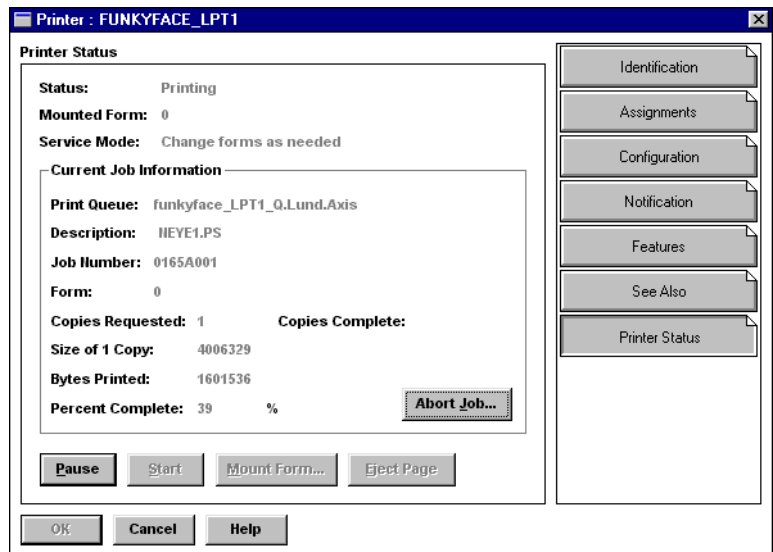 Printer : FUNKYFACE_LPT1
Printer Status
Status: Printing
Mounted Form: 0
Service Mode: Change forms as needed
Current Job Information
Print Queue: funkyface_LPT1_Q.Lund.Axis
Description: NEYE1.PS
Job Number: 0165A001
Form: 0
Copies Requested: 1 Copies Complete:
Size of 1 Copy: 4006329
Bytes Printed: 1601536
Percent Complete: 39 %
Abort Job...
Pause Start Mount Form... Eject Page
OK Cancel Help
Identification
Assignments
Configuration
Notification
Features
See Also
Printer Status